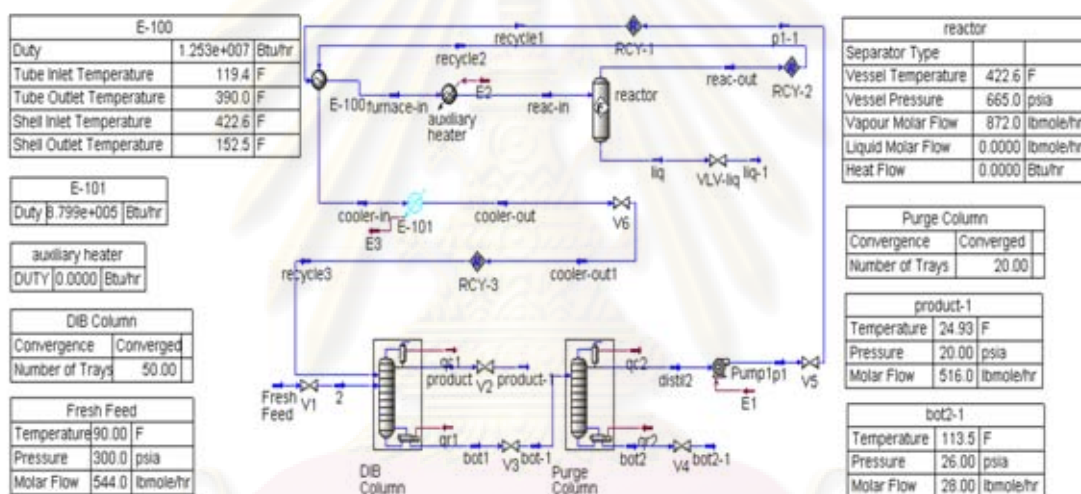 E-100
Duty 1.253e+007 Btu/hr
Tube Inlet Temperature 119.4 F
Tube Outlet Temperature 390.0 F
Shell Inlet Temperature 422.6 F
Shell Outlet Temperature 152.5 F
E-101
Duty 8.799e+005 Btu/hr
auxiliary heater
DUTY 0.0000 Btu/hr
DIB Column
Convergence Converged
Number of Trays 50.00
Fresh Feed
Temperature 90.00 F
Pressure 300.0 psia
Molar Flow 544.0 lbmole/hr
recycle1
RCY-1
p1-1
recycle2
E-100
furnace-in
E2
auxiliary
heater
reac-in
reactor
reac-out
RCY-2
liq
VLV-liq
liq-1
cooler-in
E3
E-101
cooler-out
V6
recycle3
RCY-3
cooler-out1
Fresh
Feed
V1
2
qc1
product
V2
product-1
qr1
bot1
V3
bot-1
DIB
Column
qc2
distil2
Pump1
p1
V5
E1
qr2
bot2
V4
bot2-1
Purge
Column
reactor
Separator Type
Vessel Temperature 422.6 F
Vessel Pressure 665.0 psia
Vapour Molar Flow 872.0 lbmole/hr
Liquid Molar Flow 0.0000 lbmole/hr
Heat Flow 0.0000 Btu/hr
Purge Column
Convergence Converged
Number of Trays 20.00
product-1
Temperature 24.93 F
Pressure 20.00 psia
Molar Flow 516.0 lbmole/hr
bot2-1
Temperature 113.5 F
Pressure 26.00 psia
Molar Flow 28.00 lbmole/hr